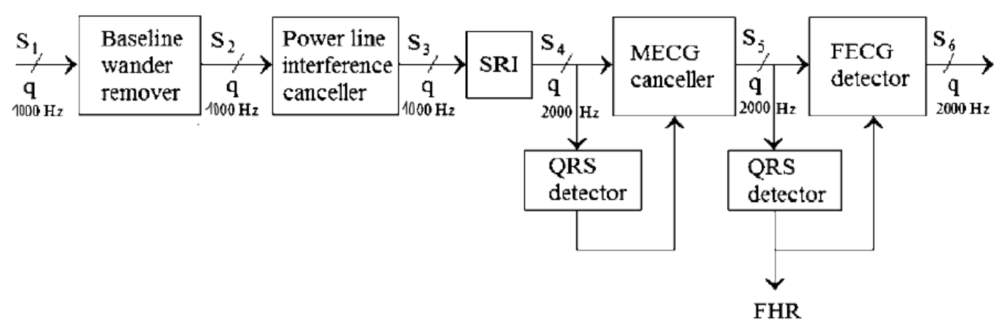 S1
q
1000 Hz
Baseline
wander
remover
S2
q
1000 Hz
Power line
interference
canceller
S3
q
1000 Hz
SRI
S4
q
2000 Hz
MECG
canceller
S5
q
2000 Hz
FECG
detector
S6
q
2000 Hz
QRS
detector
QRS
detector
FHR